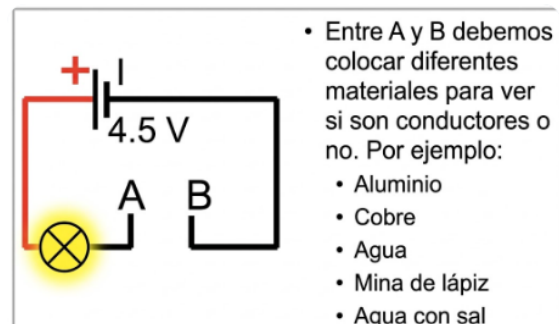 +
I
4.5 V
A B
• Entre A y B debemos
colocar diferentes
materiales para ver
si son conductores o
no. Por ejemplo:
• Aluminio
• Cobre
• Agua
• Mina de lápiz
• Agua con sal